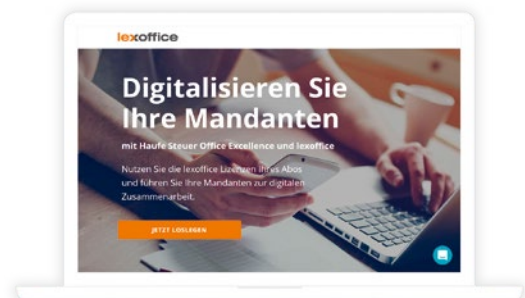 lexoffice
Digitalisieren Sie
Ihre Mandanten
mit Haufe Steuer Office Excellence und lexoffice
Nutzen Sie die lexoffice Lizenzen Ihres Abos
und führen Sie Ihre Mandanten zur digitalen
Zusammenarbeit.
JETZT LOSLEGEN